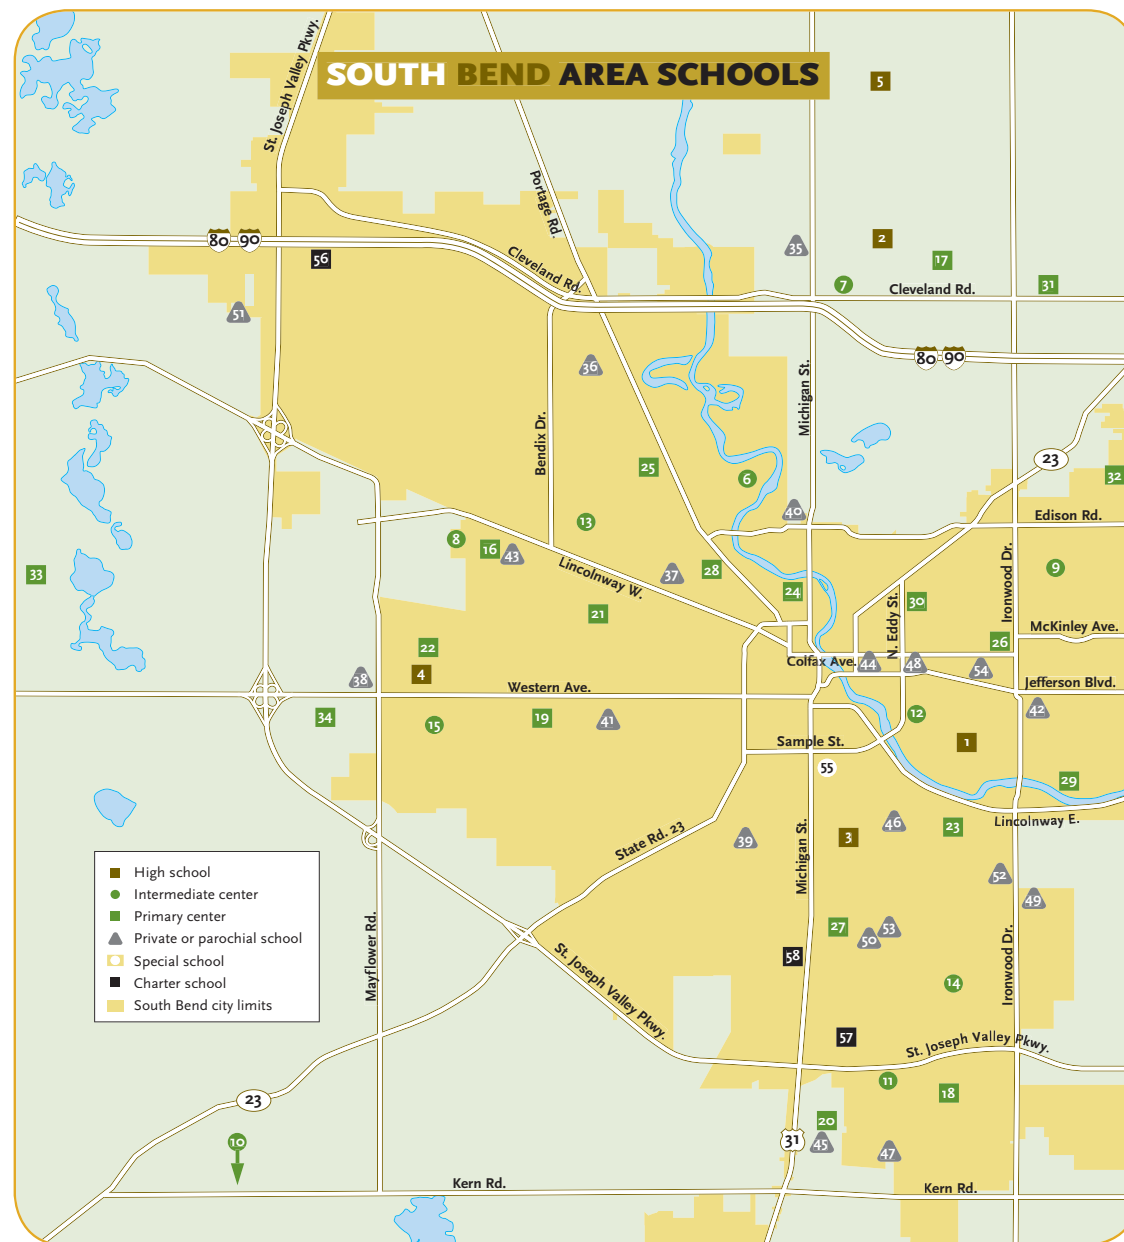 St. Joseph Valley Pkwy.
SOUTH BEND AREA SCHOOLS
5
Portage Rd.
80 90
56
Cleveland Rd.
35
2
17
7
Cleveland Rd.
31
51
80 90
36
Michigan St.
Bendix Dr.
23
25
6
32
40
Edison Rd.
13
8
16
43
Lincolnway W.
37
28
Ironwood Dr.
9
33
24
N. Eddy St.
30
21
McKinley Ave.
26
22
Colfax Ave.
44
48
54
38
4
Western Ave.
Jefferson Blvd.
34
15
19
41
12
42
Sample St.
1
55
29
Lincolnway E.
46
23
3
39
State Rd. 23
Michigan St.
52
49
High school
Intermediate center
Primary center
Private or parochial school
Special school
Charter school
South Bend city limits
Mayflower Rd.
27
53
50
58
Ironwood Dr.
St. Joseph Valley Pkwy.
14
57
St. Joseph Valley Pkwy.
11
18
23
20
10
31
45
47
Kern Rd.
Kern Rd.